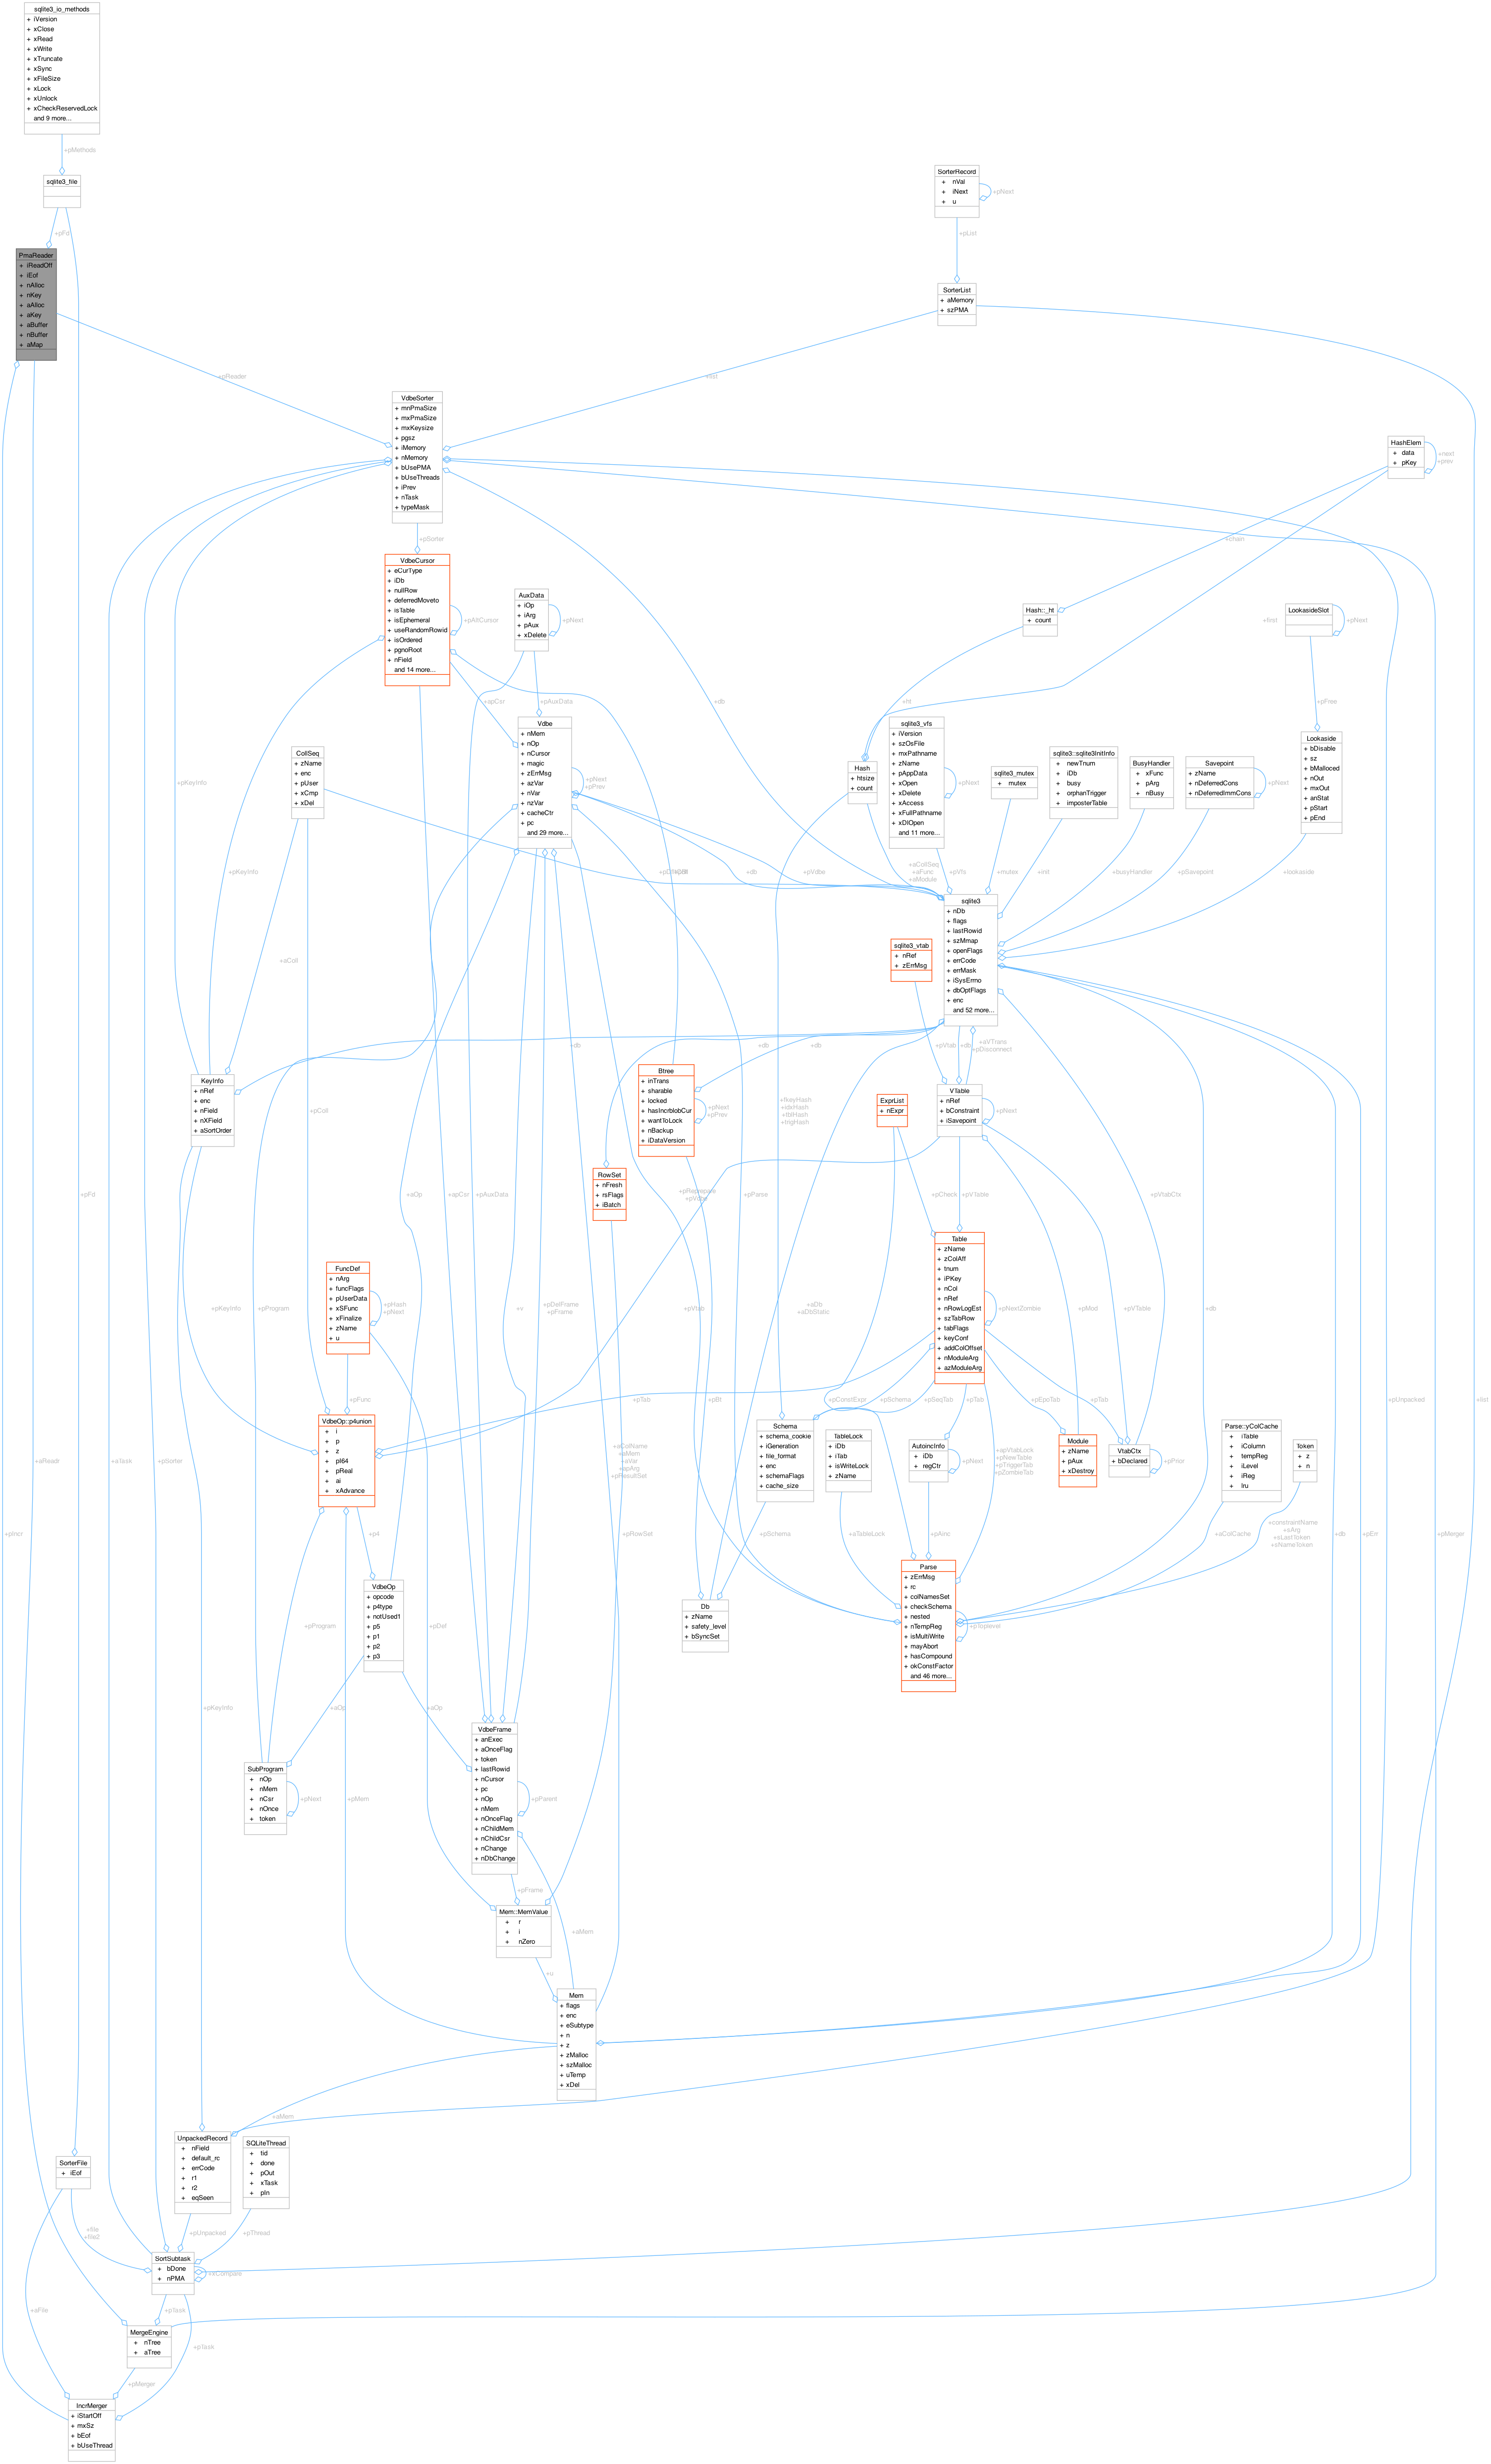 sqlite3_io_methods
+ iVersion
+ xClose
+ xRead
+ xWrite
+ xTruncate
+ xSync
+ xFileSize
+ xLock
+ xUnlock
+ xCheckReservedLock
and 9 more...
+pMethods
sqlite3_file
+pFd
PmaReader
+ iReadOff
+ iEof
+ nAlloc
+ nKey
+ aAlloc
+ aKey
+ aBuffer
+ nBuffer
+ aMap
SorterRecord
+ nVal
+ iNext
+ u
+pNext
+pList
SorterList
+ aMemory
+ szPMA
+pReader
+list
VdbeSorter
+ mnPmaSize
+ mxPmaSize
+ mxKeysize
+ pgsz
+ iMemory
+ nMemory
+ bUsePMA
+ bUseThreads
+ iPrev
+ nTask
+ typeMask
HashElem
+ data
+ pKey
+next
+prev
+pSorter
+chain
VdbeCursor
+ eCurType
+ iDb
+ nullRow
+ deferredMoveto
+ isTable
+ isEphemeral
+ useRandomRowid
+ isOrdered
+ pgnoRoot
+ nField
and 14 more...
+pAltCursor
AuxData
+ iOp
+ iArg
+ pAux
+ xDelete
+pNext
Hash::_ht
+ count
+first
LookasideSlot
+pNext
+apCsr
+pAuxData
+db
+ht
+pFree
Vdbe
+ nMem
+ nOp
+ nCursor
+ magic
+ zErrMsg
+ azVar
+ nVar
+ nzVar
+ cacheCtr
+ pc
and 29 more...
+pNext
+pPrev
CollSeq
+ zName
+ enc
+ pUser
+ xCmp
+ xDel
+pKeyInfo
Hash
+ htsize
+ count
sqlite3_vfs
+ iVersion
+ szOsFile
+ mxPathname
+ zName
+ pAppData
+ xOpen
+ xDelete
+ xAccess
+ xFullPathname
+ xDlOpen
and 11 more...
+pNext
sqlite3_mutex
+ mutex
sqlite3::sqlite3InitInfo
+ newTnum
+ iDb
+ busy
+ orphanTrigger
+ imposterTable
BusyHandler
+ xFunc
+ pArg
+ nBusy
Savepoint
+ zName
+ nDeferredCons
+ nDeferredImmCons
+pNext
Lookaside
+ bDisable
+ sz
+ bMalloced
+ nOut
+ mxOut
+ anStat
+ pStart
+ pEnd
+pKeyInfo
+db
+pVdbe
+aCollSeq
+aFunc
+aModule
+pVfs
+mutex
+init
+busyHandler
+pSavepoint
+lookaside
sqlite3
+ nDb
+ flags
+ lastRowid
+ szMmap
+ openFlags
+ errCode
+ errMask
+ iSysErrno
+ dbOptFlags
+ enc
and 52 more...
sqlite3_vtab
+ nRef
+ zErrMsg
+aColl
+db
+db
+db
+pVtab
+db
+aVTrans
+pDisconnect
KeyInfo
+ nRef
+ enc
+ nField
+ nXField
+ aSortOrder
Btree
+ inTrans
+ sharable
+ locked
+ hasIncrblobCur
+ wantToLock
+ nBackup
+ iDataVersion
+pNext
+pPrev
+fkeyHash
+idxHash
+tblHash
+trigHash
ExprList
+ nExpr
VTable
+ nRef
+ bConstraint
+ iSavepoint
+pNext
+pColl
RowSet
+ nFresh
+ rsFlags
+ iBatch
+aOp
+apCsr
+pAuxData
+pReprepare
+pVdbe
+pParse
+pCheck
+pVTable
+pVtabCtx
Table
+ zName
+ zColAff
+ tnum
+ iPKey
+ nCol
+ nRef
+ nRowLogEst
+ szTabRow
+ tabFlags
+ keyConf
+ addColOffset
+ nModuleArg
+ azModuleArg
+pNextZombie
FuncDef
+ nArg
+ funcFlags
+ pUserData
+ xSFunc
+ xFinalize
+ zName
+ u
+pHash
+pNext
+pFd
+pKeyInfo
+pProgram
+v
+pDelFrame
+pFrame
+pVtab
+aDb
+aDbStatic
+pMod
+pVTable
+db
+pFunc
+pTab
+pBt
+pConstExpr
+pSchema
+pSelTab
+pTab
+pEpoTab
+pTab
+pUnpacked
+list
VdbeOp::p4union
+ i
+ p
+ z
+ pI64
+ pReal
+ ai
+ xAdvance
+aColName
+aMem
+aVar
+apArg
+pResultSet
Schema
+ schema_cookie
+ iGeneration
+ file_format
+ enc
+ schemaFlags
+ cache_size
TableLock
+ iDb
+ iTab
+ isWriteLock
+ zName
AutoincInfo
+ iDb
+ regCtr
+pNext
+apVtabLock
+pNewTable
+pTriggerTab
+pZombieTab
Module
+ zName
+ pAux
+ xDestroy
VtabCtx
+ bDeclared
+pPrior
Parse::yColCache
+ iTable
+ iColumn
+ tempReg
+ iLevel
+ iReg
+ lru
Token
+ z
+ n
+aReadr
+aTask
+pSorter
+pIncr
+p4
+pRowSet
+pSchema
+aTableLock
+pAinc
+aColCache
+constraintName
+sArg
+sLastToken
+sNameToken
+db
+pErr
+pMerger
VdbeOp
+ opcode
+ p4type
+ notUsed1
+ p5
+ p1
+ p2
+ p3
Db
+ zName
+ safety_level
+ bSyncSet
Parse
+ zErrMsg
+ rc
+ colNamesSet
+ checkSchema
+ nested
+ nTempReg
+ isMultiWrite
+ mayAbort
+ hasCompound
+ okConstFactor
and 46 more...
+pToplevel
+pProgram
+pDef
+pKeyInfo
+aOp
+aOp
+pMem
VdbeFrame
+ anExec
+ aOnceFlag
+ token
+ lastRowid
+ nCursor
+ pc
+ nOp
+ nMem
+ nOnceFlag
+ nChildMem
+ nChildCsr
+ nChange
+ nDbChange
+pParent
SubProgram
+ nOp
+ nMem
+ nCsr
+ nOnce
+ token
+pNext
+pFrame
Mem::MemValue
+ r
+ i
+ nZero
+aMem
+u
Mem
+ flags
+ enc
+ eSubtype
+ n
+ z
+ zMalloc
+ szMalloc
+ uTemp
+ xDel
+aMem
UnpackedRecord
+ nField
+ default_rc
+ errCode
+ r1
+ r2
+ eqSeen
SQLiteThread
+ tid
+ done
+ pOut
+ xTask
+ pIn
SorterFile
+ iEof
+file
+file2
+pUnpacked
+pThread
SortSubtask
+ bDone
+ nPMA
+xCompare
+aFile
+pTask
MergeEngine
+ nTree
+ aTree
+pTask
+pMerger
IncrMerger
+ iStartOff
+ mxSz
+ bEof
+ bUseThread